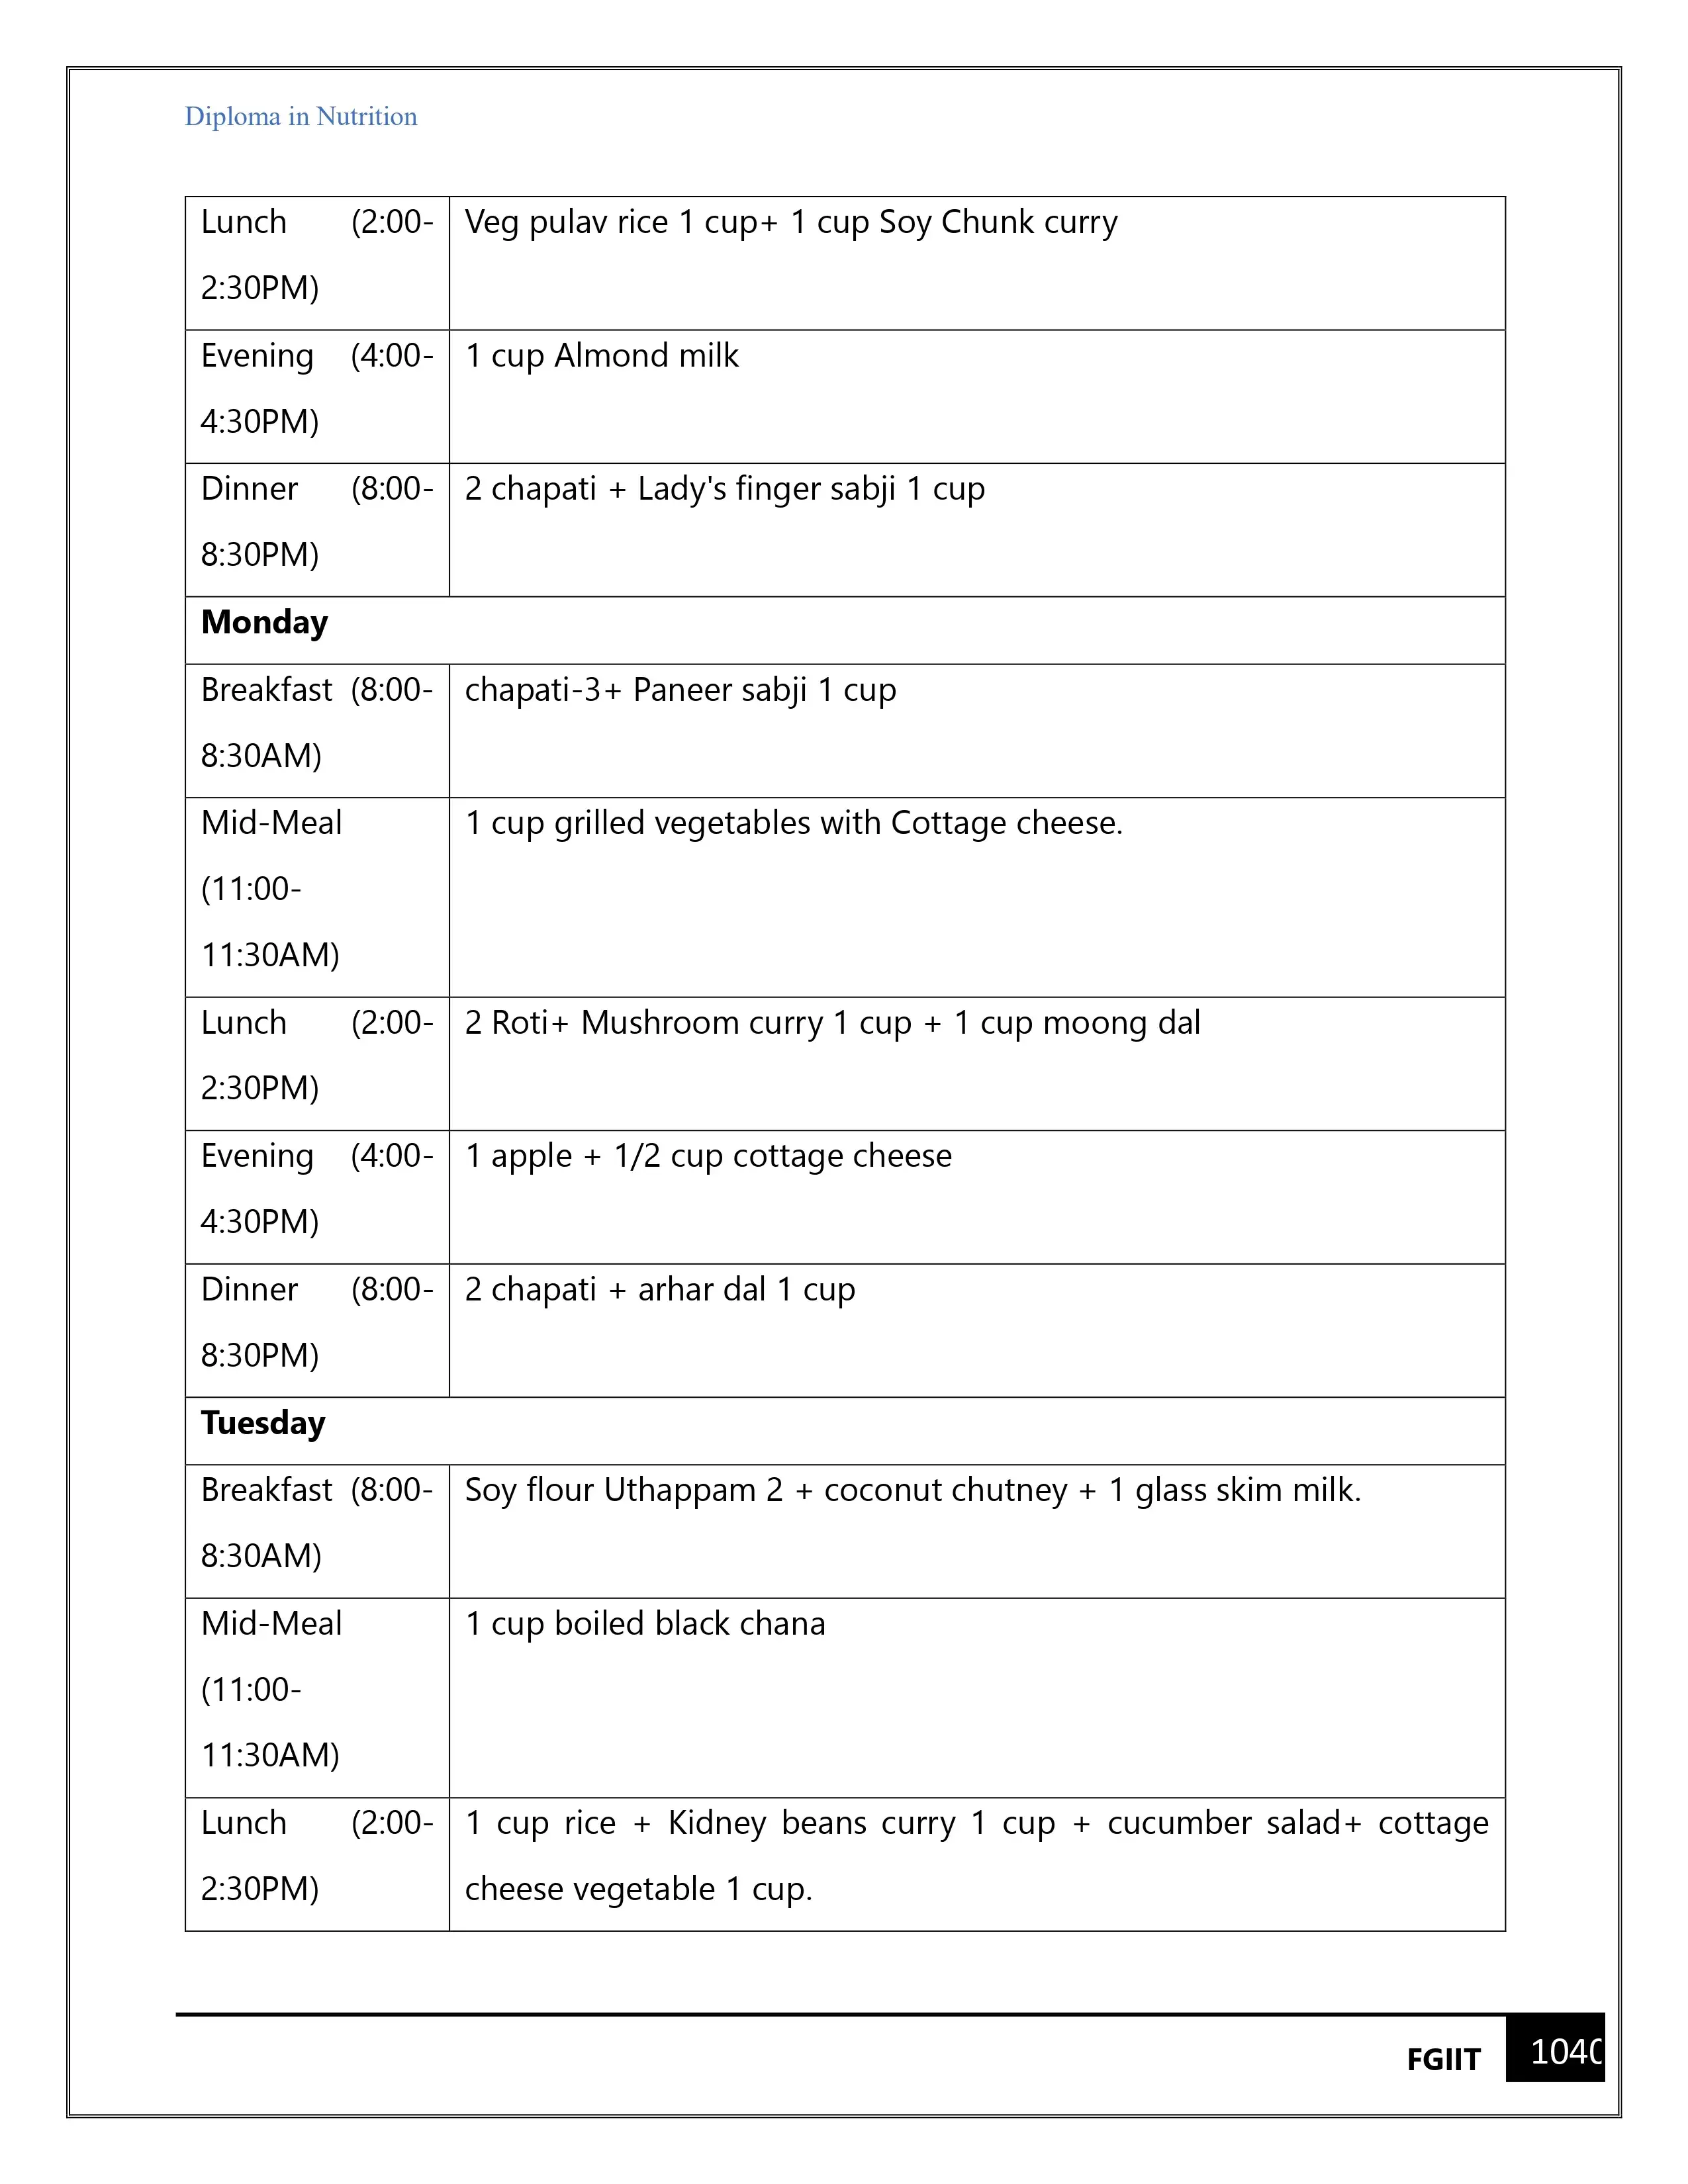 Diploma in Nutrition
Lunch (2:00-
2:30PM)
Veg pulav rice 1 cup+ 1 cup Soy Chunk curry
Evening (4:00-
4:30PM)
1 cup Almond milk
Dinner (8:00-
8:30PM)
2 chapati + Lady's finger sabji 1 cup
Monday
Breakfast (8:00-
8:30AM)
chapati-3+ Paneer sabji 1 cup
Mid-Meal
(11:00-
11:30AM)
1 cup grilled vegetables with Cottage cheese.
Lunch (2:00-
2:30PM)
2 Roti+ Mushroom curry 1 cup + 1 cup moong dal
Evening (4:00-
4:30PM)
1 apple + 1/2 cup cottage cheese
Dinner (8:00-
8:30PM)
2 chapati + arhar dal 1 cup
Tuesday
Breakfast (8:00-
8:30AM)
Soy flour Uthappam 2 + coconut chutney + 1 glass skim milk.
Mid-Meal
(11:00-
11:30AM)
1 cup boiled black chana
Lunch (2:00-
2:30PM)
1 cup rice + Kidney beans curry 1 cup + cucumber salad+ cottage
cheese vegetable 1 cup.
FGIIT
1040